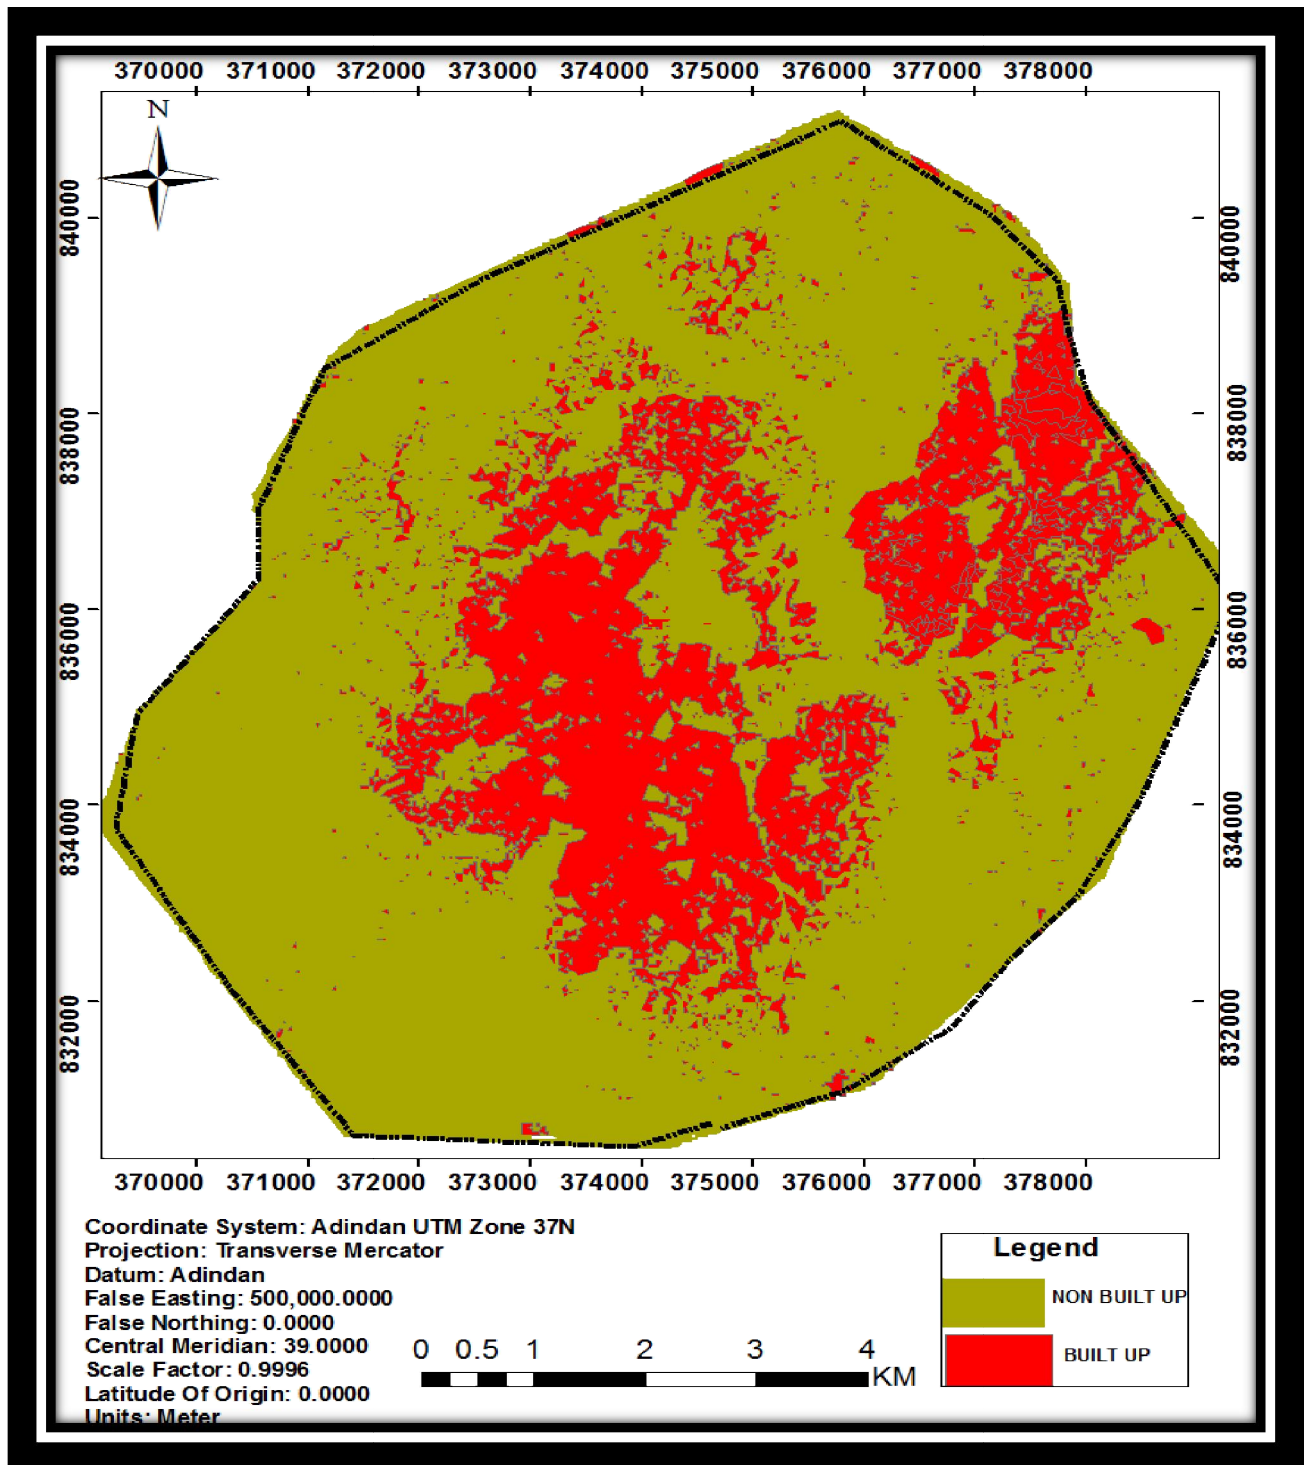 370000 371000 372000 373000 374000 375000 376000 377000 378000
N
840000
838000
836000
834000
832000
840000
838000
836000
834000
832000
370000 371000 372000 373000 374000 375000 376000 377000 378000
Coordinate System: Adindan UTM Zone 37N
Projection: Transverse Mercator
Datum: Adindan
False Easting: 500,000.0000
False Northing: 0.0000
Central Meridian: 39.0000
Scale Factor: 0.9996
Latitude Of Origin: 0.0000
Units: Meter
0 0.5 1 2 3 4
KM
Legend
NON BUILT UP
BUILT UP